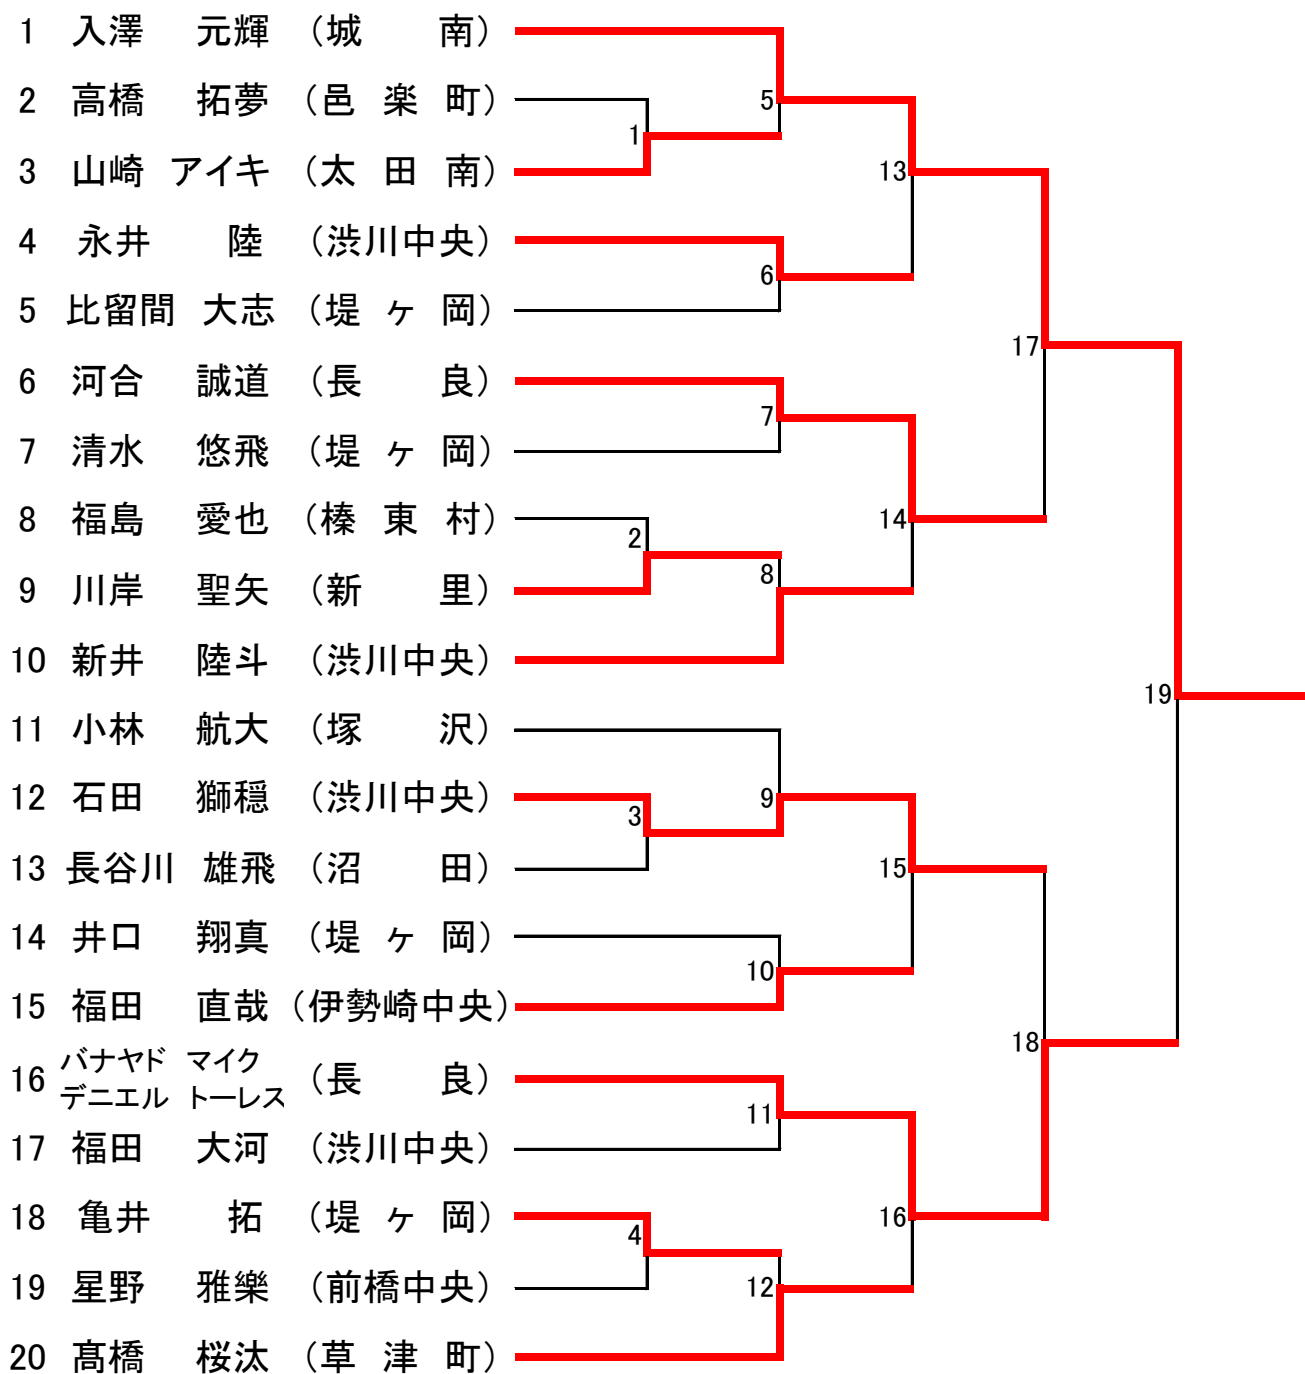 1 入澤 元輝 （城 南）
2 高橋 拓夢 （邑 楽 町）
3 山崎 アイキ （太 田 南）
4 永井 陸 （渋川中央）
5 比留間 大志 （堤 ヶ 岡）
6 河合 誠道 （長 良）
7 清水 悠飛 （堤 ヶ 岡）
8 福島 愛也 （榛 東 村）
9 川岸 聖矢 （新 里）
10 新井 陸斗 （渋川中央）
11 小林 航大 （塚 沢）
12 石田 獅穏 （渋川中央）
13 長谷川 雄飛 （沼 田）
14 井口 翔真 （堤 ヶ 岡）
15 福田 直哉 （伊勢崎中央）
16 バナヤド マイク
デニエル トーレス （長 良）
17 福田 大河 （渋川中央）
18 亀井 拓 （堤 ヶ 岡）
19 星野 雅樂 （前橋中央）
20 髙橋 桜汰 （草 津 町）
1
2
3
4
5
6
7
8
9
10
11
12
13
14
15
16
17
18
19